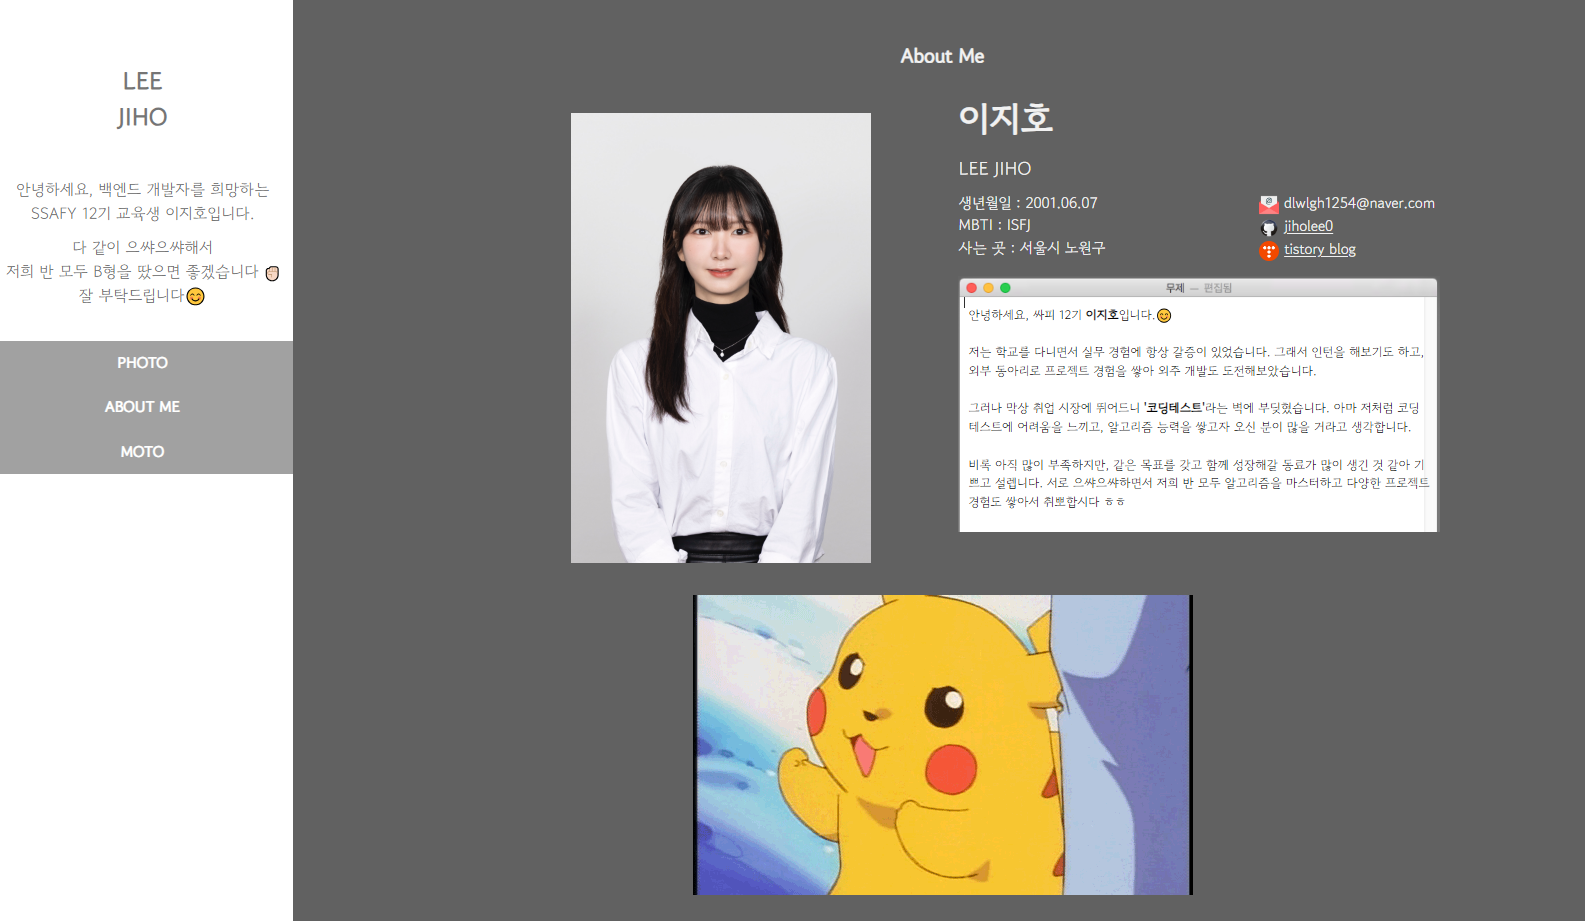 LEE
JIHO
안녕하세요, 백엔드 개발자를 희망하는
SSAFY 12기 교육생 이지호입니다.
다 같이 으쌰으쌰해서
저희 반 모두 B형을 땄으면 좋겠습니다 ✊🏻
잘 부탁드립니다😊
PHOTO
ABOUT ME
MOTO
About Me
이지호
LEE JIHO
생년월일 : 2001.06.07
MBTI : ISFJ
사는 곳 : 서울시 노원구
dlwlgh1254@naver.com
jiholee0
tistory blog
무제 — 편집됨
안녕하세요, 싸피 12기 이지호입니다.😊
저는 학교를 다니면서 실무 경험에 항상 갈증이 있었습니다. 그래서 인턴을 해보기도 하고,
외부 동아리로 프로젝트 경험을 쌓아 외주 개발도 도전해보았습니다.
그러나 막상 취업 시장에 뛰어드니 '코딩테스트'라는 벽에 부딪혔습니다. 아마 저처럼 코딩
테스트에 어려움을 느끼고, 알고리즘 능력을 쌓고자 오신 분이 많을 거라고 생각합니다.
비록 아직 많이 부족하지만, 같은 목표를 갖고 함께 성장해갈 동료가 많이 생긴 것 같아 기
쁘고 설렙니다. 서로 으쌰으쌰하면서 저희 반 모두 알고리즘을 마스터하고 다양한 프로젝트
경험도 쌓아서 취뽀합시다 ㅎㅎ